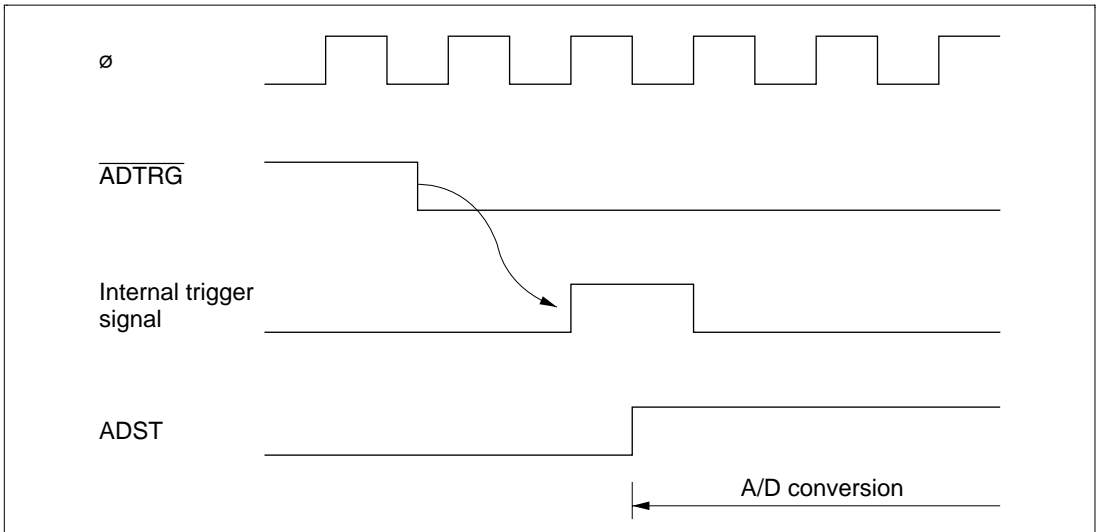 ø
ADTRG
Internal trigger
signal
ADST
A/D conversion